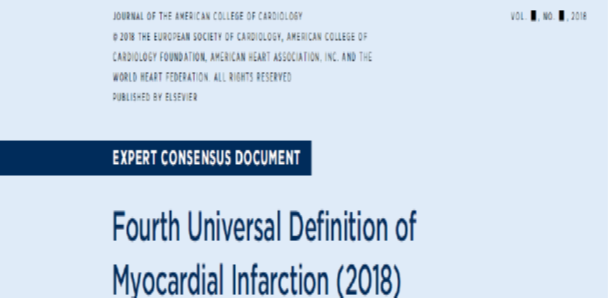 JOURNAL OF THE AMERICAN COLLEGE OF CARDIOLOGY
VOL. ■, NO. ■, 2018
© 2018 THE EUROPEAN SOCIETY OF CARDIOLOGY, AMERICAN COLLEGE OF
CARDIOLOGY FOUNDATION, AMERICAN HEART ASSOCIATION, INC. AND THE
WORLD HEART FEDERATION. ALL RIGHTS RESERVED
PUBLISHED BY ELSEVIER
EXPERT CONSENSUS DOCUMENT
Fourth Universal Definition of
Myocardial Infarction (2018)